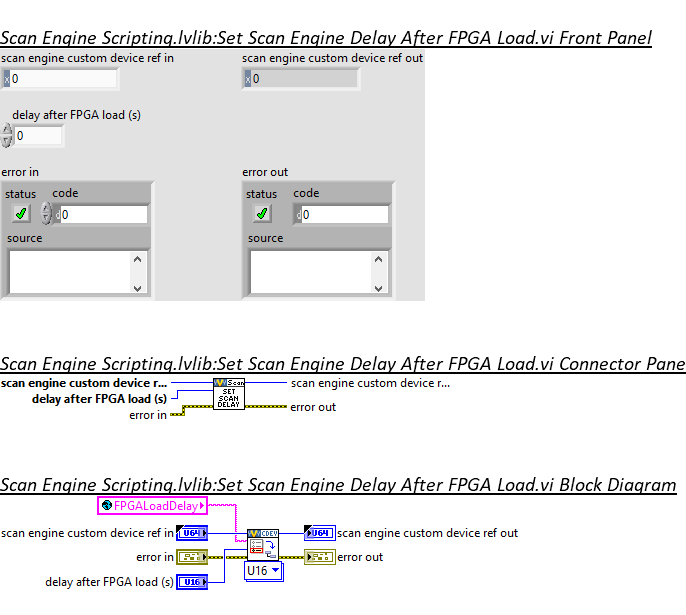 Scan Engine Scripting.lvlib:Set Scan Engine Delay After FPGA Load.vi Front Panel
scan engine custom device ref in scan engine custom device ref out
x 0 x 0
delay after FPGA load (s)
0
error in error out
status code status code
d 0 d 0
source source
Scan Engine Scripting.lvlib:Set Scan Engine Delay After FPGA Load.vi Connector Pane
scan engine custom device r... Scan scan engine custom device r...
delay after FPGA load (s) SET
SCAN
error in DELAY error out
Scan Engine Scripting.lvlib:Set Scan Engine Delay After FPGA Load.vi Block Diagram
FPGALoadDelay
scan engine custom device ref in U64 CDEV U64 scan engine custom device ref out
error in error out
delay after FPGA load (s) U16 U16